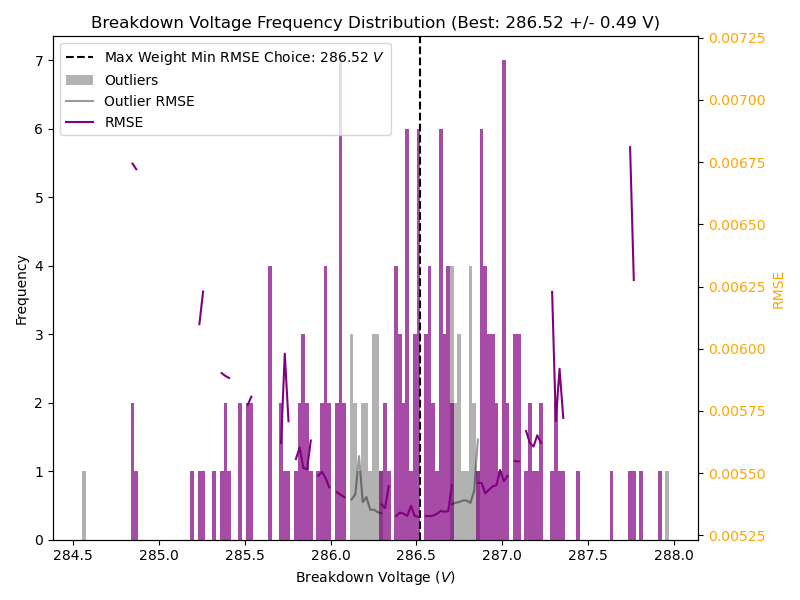 Breakdown Voltage Frequency Distribution (Best: 286.52 +/- 0.49 V)
Max Weight Min RMSE Choice: 286.52 V
Outliers
Outlier RMSE
RMSE
Frequency
7
6
5
4
3
2
1
0
0.00725
0.00700
0.00675
0.00650
0.00625
0.00600
0.00575
0.00550
0.00525
RMSE
284.5 285.0 285.5 286.0 286.5 287.0 287.5 288.0
Breakdown Voltage (V)